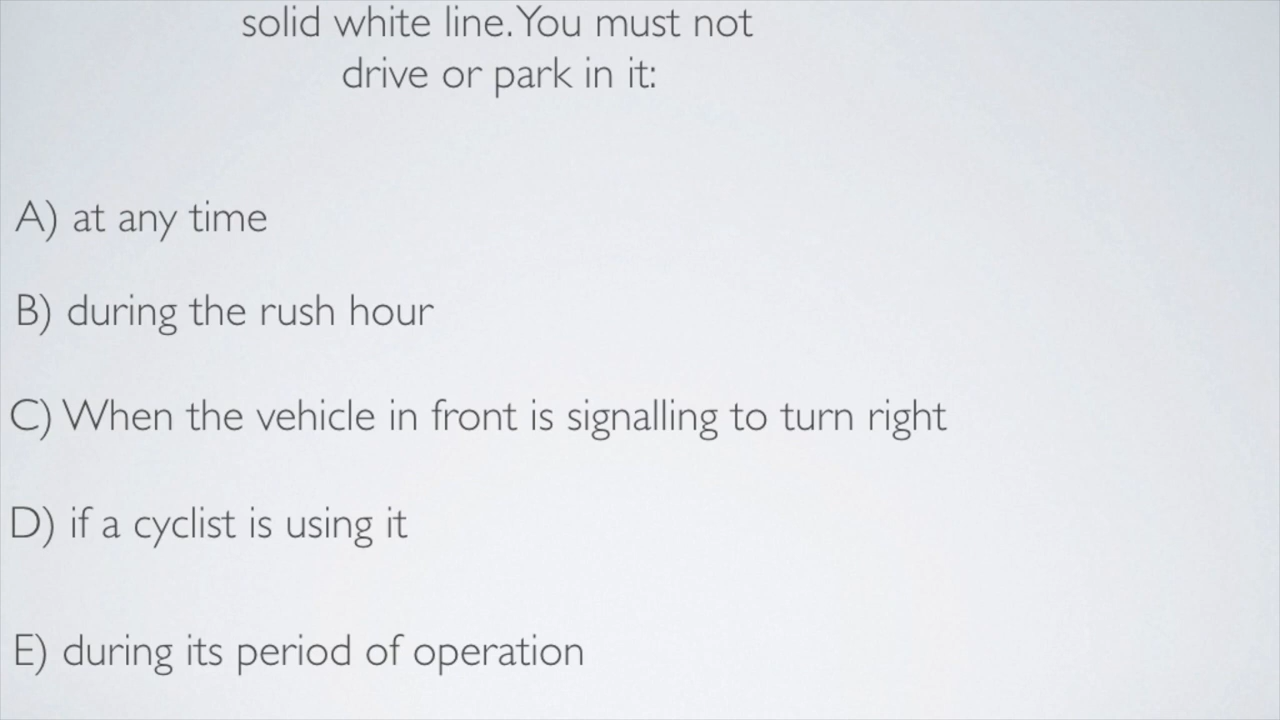 solid white line. You must not
drive or park in it:
A) at any time
B) during the rush hour
C) When the vehicle in front is signalling to turn right
D) if a cyclist is using it
E) during its period of operation